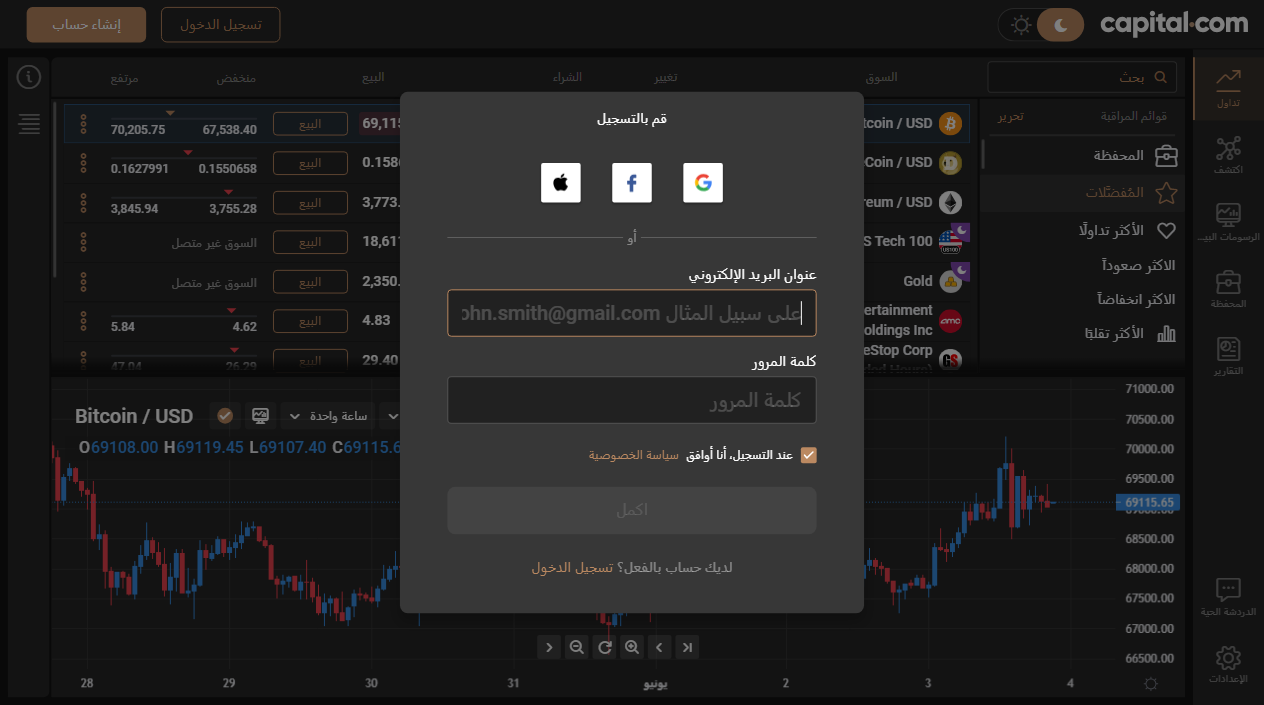 capital.com
تسجيل الدخول
إنشاء حساب
بحث
السوق
تغيير
الشراء
البيع
منخفض
مرتفع
تداول
اكتشف
الرسومات البيـ...
المحفظة
التقارير
الدردشة الحية
الإعدادات
قوائم المراقبة
تحرير
المحفظة
المُفضَّلات
الأكثر تداولًا
الاكثر صعوداً
الاكثر انخفاضاً
الأكثر تقلبًا
tcoin / USD
69,115
البيع
67,538.40
70,205.75
Coin / USD
0.158
البيع
0.1550658
0.1627991
reum / USD
3,773.
البيع
3,755.28
3,845.94
S Tech 100
18,611
البيع
السوق غير متصل
Gold
2,350.
البيع
السوق غير متصل
ertainment
oldings Inc
4.83
البيع
4.62
5.84
eStop Corp
29.40
البيع
26.29
47.04
قم بالتسجيل
أو
عنوان البريد الإلكتروني
على سبيل المثال ohn.smith@gmail.com
كلمة المرور
كلمة المرور
عند التسجيل، أنا أوافق سياسة الخصوصية
اكمل
لديك حساب بالفعل؟ تسجيل الدخول
Bitcoin / USD
ساعة واحدة
O69108.00 H69119.45 L69107.40 C69115.6
71000.00
70500.00
70000.00
69500.00
69115.65
69000.00
68500.00
68000.00
67500.00
67000.00
66500.00
28
29
30
31
يونيو
2
3
4